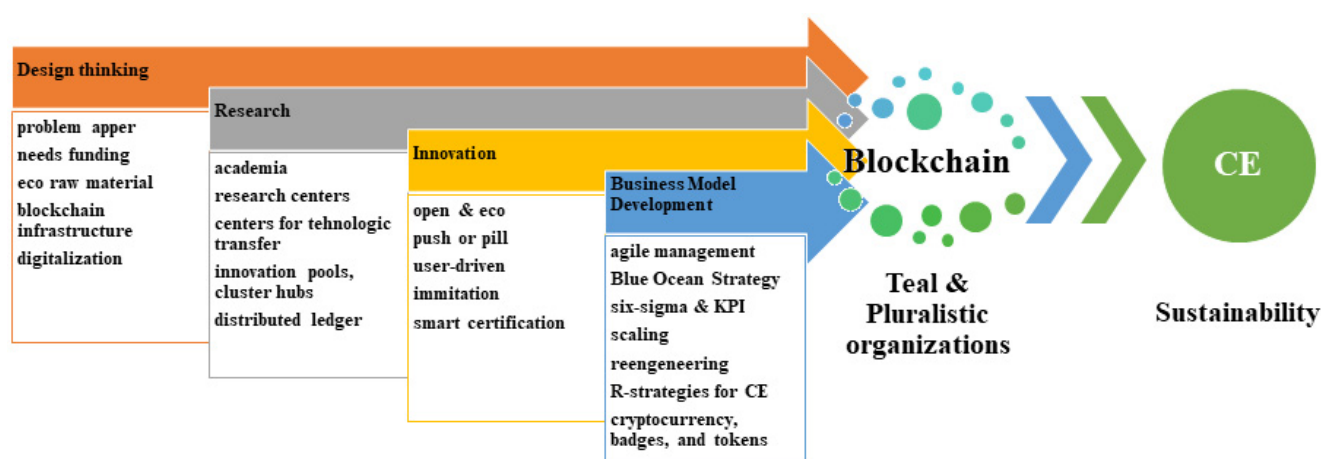 Design thinking
problem apper
needs funding
eco raw material
blockchain
infrastructure
digitalization
Research
academia
research centers
centers for tehnologic
transfer
innovation pools,
cluster hubs
distributed ledger
Innovation
open & eco
push or pill
user-driven
immitation
smart certification
Business Model
Development
agile management
Blue Ocean Strategy
six-sigma & KPI
scaling
reengeneering
R-strategies for CE
cryptocurrency,
badges, and tokens
Blockchain
Teal &
Pluralistic
organizations
CE
Sustainability